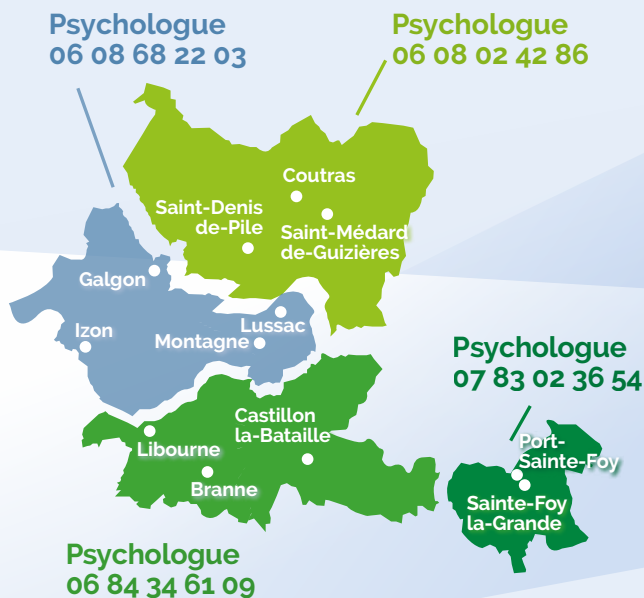 Psychologue
06 08 68 22 03
Psychologue
06 08 02 42 86
Coutras
Saint-Denis
de-Pile
Saint-Médard
de-Guizières
Galgon
Izon
Lussac
Montagne
Psychologue
07 83 02 36 54
Castillon
la-Bataille
Libourne
Branne
Port-
Sainte-Foy
Sainte-Foy
la-Grande
Psychologue
06 84 34 61 09